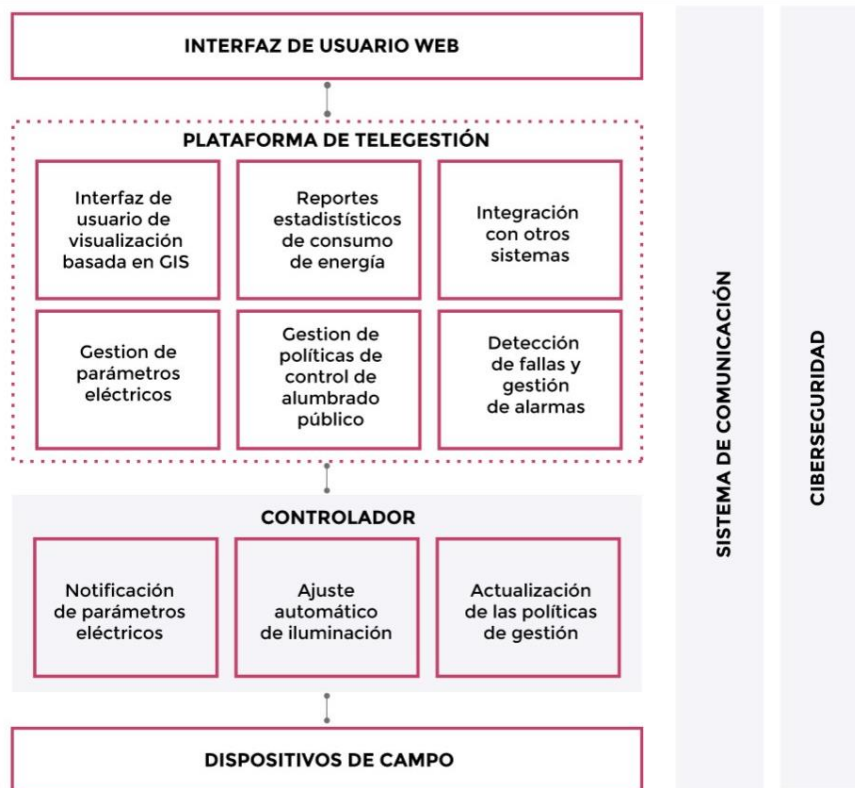 INTERFAZ DE USUARIO WEB
PLATAFORMA DE TELEGESTIÓN
Interfaz de
usuario de
visualización
basada en GIS
Reportes
estadistísticos
de consumo
de energía
Integración
con otros
sistemas
Gestion de
parámetros
eléctricos
Gestion de
políticas de
control de
alumbrado
público
Detección
de fallas y
gestión
de alarmas
CONTROLADOR
Notificación
de parámetros
eléctricos
Ajuste
automático
de iluminación
Actualización
de las políticas
de gestión
DISPOSITIVOS DE CAMPO
SISTEMA DE COMUNICACIÓN
CIBERSEGURIDAD